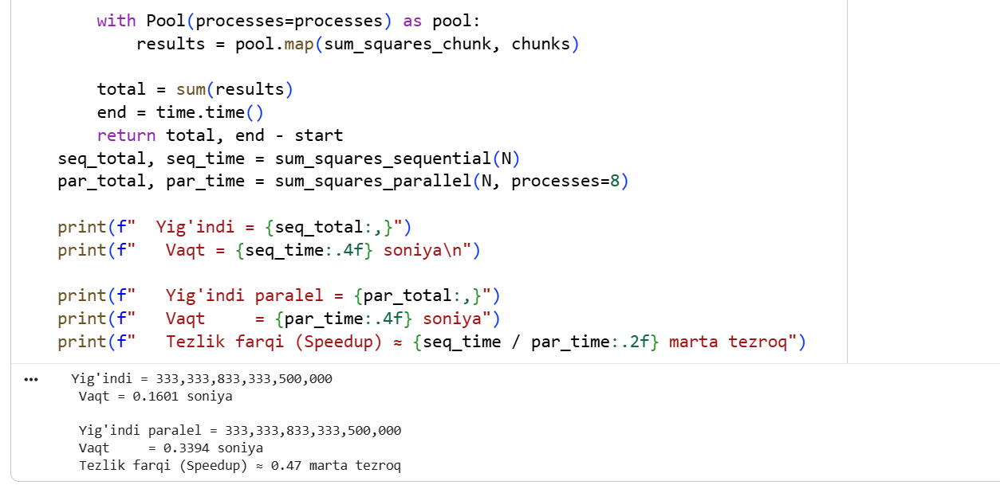 with Pool(processes=processes) as pool:
results = pool.map(sum_squares_chunk, chunks)
total = sum(results)
end = time.time()
return total, end - start
seq_total, seq_time = sum_squares_sequential(N)
par_total, par_time = sum_squares_parallel(N, processes=8)
print(f"  Yig'indi = {seq_total:,}")
print(f"   Vaqt = {seq_time:.4f} soniya\n")
print(f"   Yig'indi paralel = {par_total:,}")
print(f"   Vaqt     = {par_time:.4f} soniya")
print(f"   Tezlik farqi (Speedup) ≈ {seq_time / par_time:.2f} marta tezroq")
Yig'indi = 333,333,833,333,500,000
Vaqt = 0.1601 soniya
Yig'indi paralel = 333,333,833,333,500,000
Vaqt     = 0.3394 soniya
Tezlik farqi (Speedup) ≈ 0.47 marta tezroq